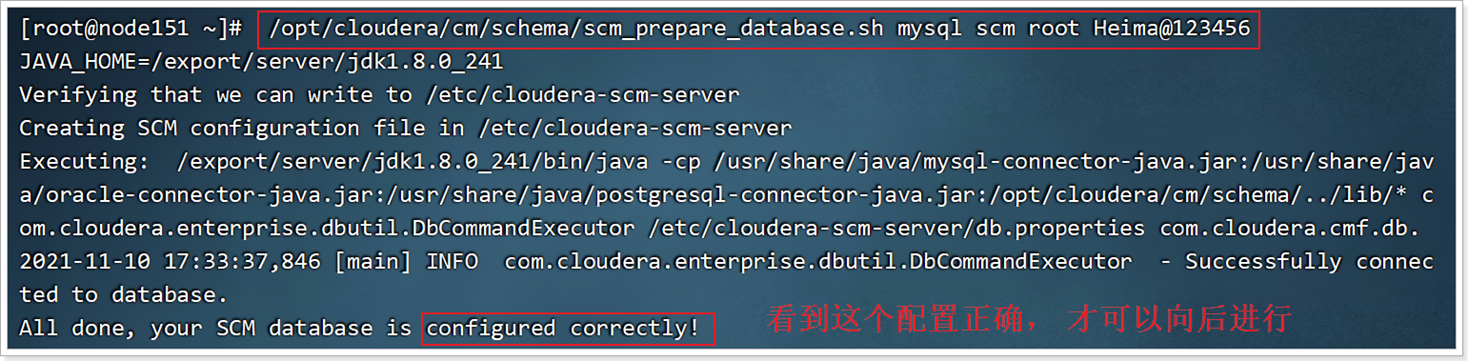 [root@node151 ~]# /opt/cloudera/cm/schema/scm_prepare_database.sh mysql scm root Heima@123456
JAVA_HOME=/export/server/jdk1.8.0_241
Verifying that we can write to /etc/cloudera-scm-server
Creating SCM configuration file in /etc/cloudera-scm-server
Executing:  /export/server/jdk1.8.0_241/bin/java -cp /usr/share/java/mysql-connector-java.jar:/usr/share/jav
a/oracle-connector-java.jar:/usr/share/java/postgresql-connector-java.jar:/opt/cloudera/cm/schema/../lib/* c
om.cloudera.enterprise.dbutil.DbCommandExecutor /etc/cloudera-scm-server/db.properties com.cloudera.cmf.db.
2021-11-10 17:33:37,846 [main] INFO  com.cloudera.enterprise.dbutil.DbCommandExecutor  - Successfully connec
ted to database.
All done, your SCM database is configured correctly!
看到这个配置正确， 才可以向后进行